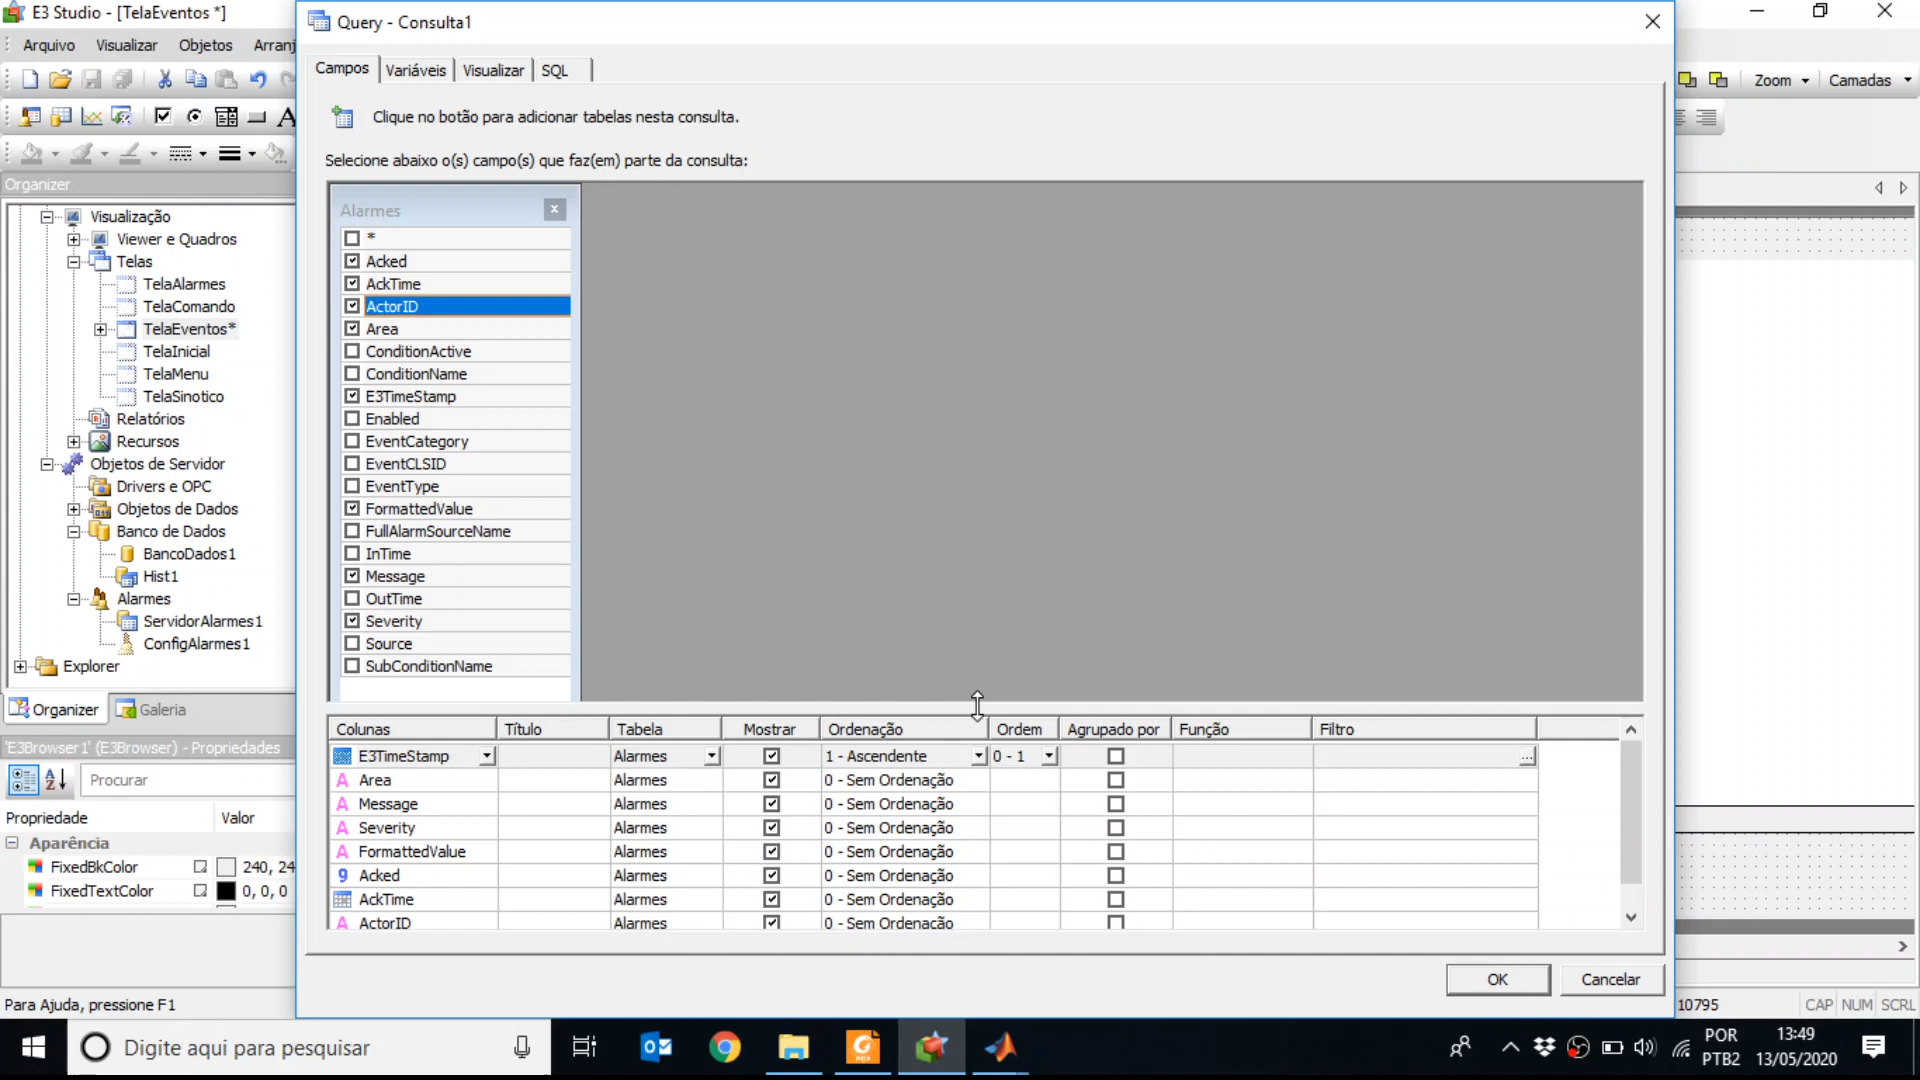 E3 Studio - [TelaEventos *]
Query - Consulta1
Arquivo Visualizar Objetos Arranj
Campos Variáveis Visualizar SQL
Zoom Camadas
Clique no botão para adicionar tabelas nesta consulta.
Selecione abaixo o(s) campo(s) que faz(em) parte da consulta:
Organizer
Visualização
Viewer e Quadros
Telas
TelaAlarmes
TelaComando
TelaEventos*
TelaInicial
TelaMenu
TelaSinotico
Relatórios
Recursos
Objetos de Servidor
Drivers e OPC
Objetos de Dados
Banco de Dados
BancoDados1
Hist1
Alarmes
ServidorAlarmes1
ConfigAlarmes1
Explorer
Organizer Galeria
Alarmes
*
Acked
AckTime
ActorID
Area
ConditionActive
ConditionName
E3TimeStamp
Enabled
EventCategory
EventCLSID
EventType
FormattedValue
FullAlarmSourceName
InTime
Message
OutTime
Severity
Source
SubConditionName
Colunas Título Tabela Mostrar Ordenação Ordem Agrupado por Função Filtro
E3TimeStamp Alarmes 1 - Ascendente 0 - 1 ...
Area Alarmes 0 - Sem Ordenação
Message Alarmes 0 - Sem Ordenação
Severity Alarmes 0 - Sem Ordenação
FormattedValue Alarmes 0 - Sem Ordenação
Acked Alarmes 0 - Sem Ordenação
AckTime Alarmes 0 - Sem Ordenação
ActorID Alarmes 0 - Sem Ordenação
'E3Browser1' (E3Browser) - Propriedades
Procurar
Propriedade Valor
Aparência
FixedBkColor 240, 24
FixedTextColor 0, 0, 0
OK Cancelar
Para Ajuda, pressione F1
10795 CAP NUM SCRL
Digite aqui para pesquisar
POR
PTB2
13:49
13/05/2020